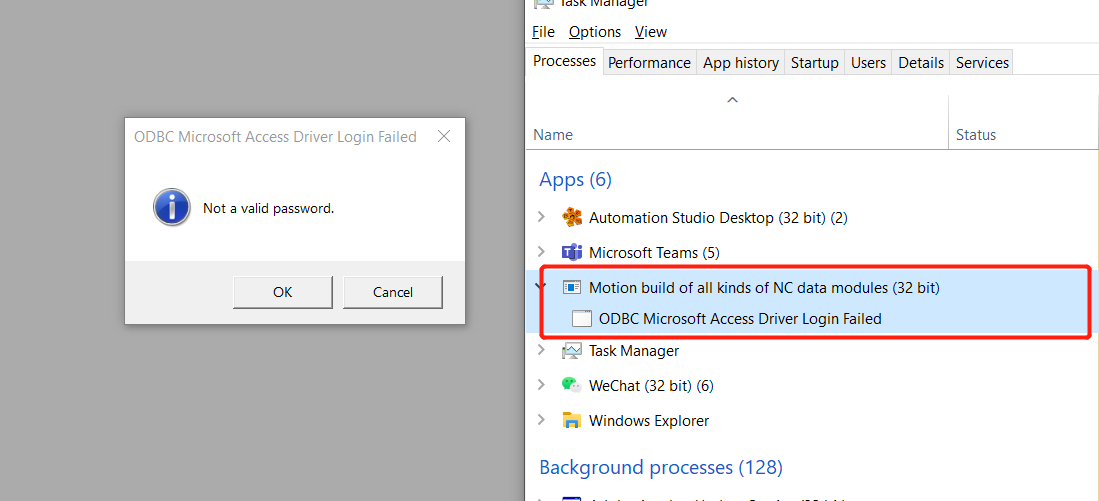 Task Manager
File Options View
Processes Performance App history Startup Users Details Services
Name Status
ODBC Microsoft Access Driver Login Failed
Not a valid password.
OK Cancel
Apps (6)
Automation Studio Desktop (32 bit) (2)
Microsoft Teams (5)
Motion build of all kinds of NC data modules (32 bit)
ODBC Microsoft Access Driver Login Failed
Task Manager
WeChat (32 bit) (6)
Windows Explorer
Background processes (128)